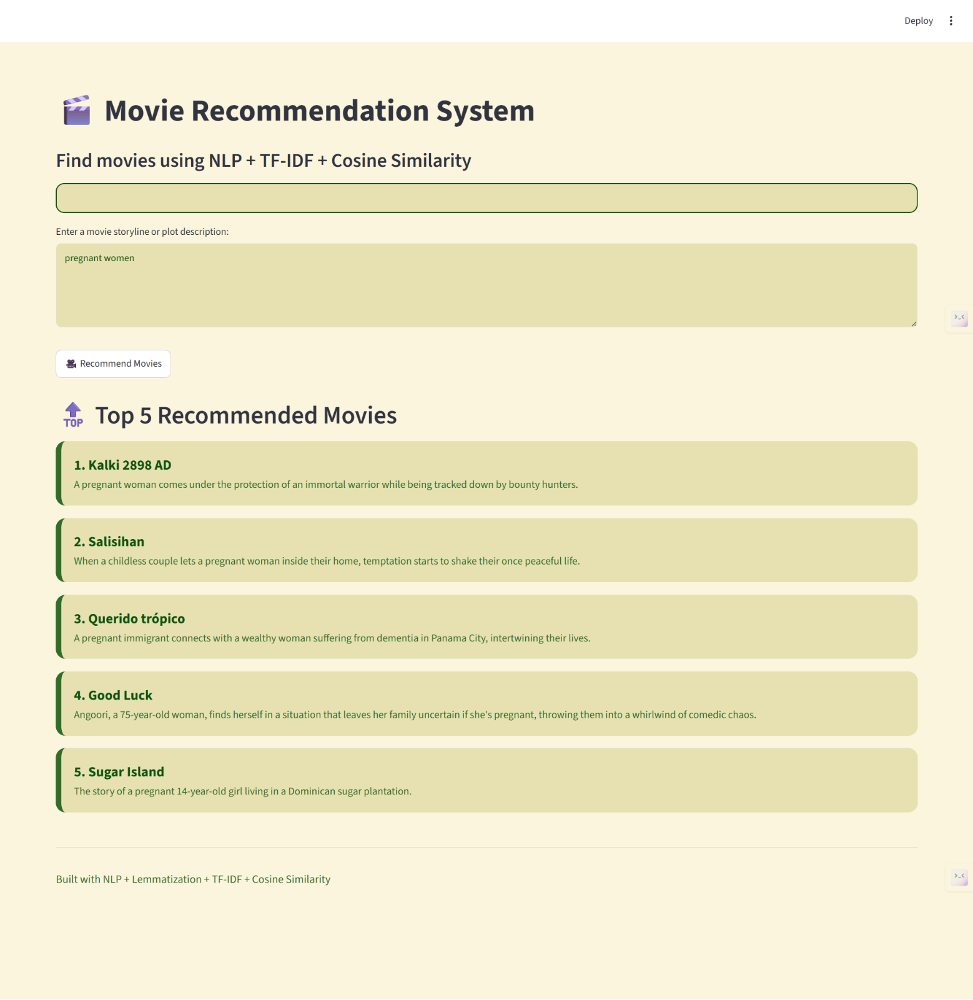 Deploy
Movie Recommendation System
Find movies using NLP + TF-IDF + Cosine Similarity
Enter a movie storyline or plot description:
pregnant women
Recommend Movies
TOP
Top 5 Recommended Movies
1. Kalki 2898 AD
A pregnant woman comes under the protection of an immortal warrior while being tracked down by bounty hunters.
2. Salisihan
When a childless couple lets a pregnant woman inside their home, temptation starts to shake their once peaceful life.
3. Querido trópico
A pregnant immigrant connects with a wealthy woman suffering from dementia in Panama City, intertwining their lives.
4. Good Luck
Angoori, a 75-year-old woman, finds herself in a situation that leaves her family uncertain if she's pregnant, throwing them into a whirlwind of comedic chaos.
5. Sugar Island
The story of a pregnant 14-year-old girl living in a Dominican sugar plantation.
Built with NLP + Lemmatization + TF-IDF + Cosine Similarity